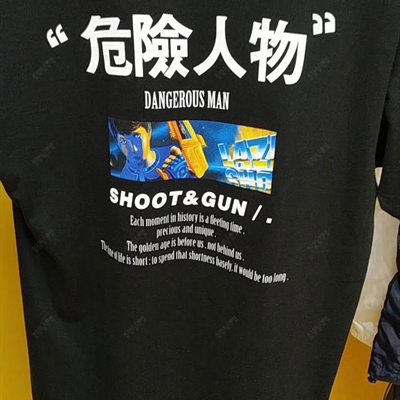 “危險人物”
DANGEROUS MAN
SHOOT&GUN /.
Each moment in history is a fleeting time ,
precious and unique .
The golden age is before us , not behind us .
The time of life is short ; to spend that shortness basely, it would be too long .